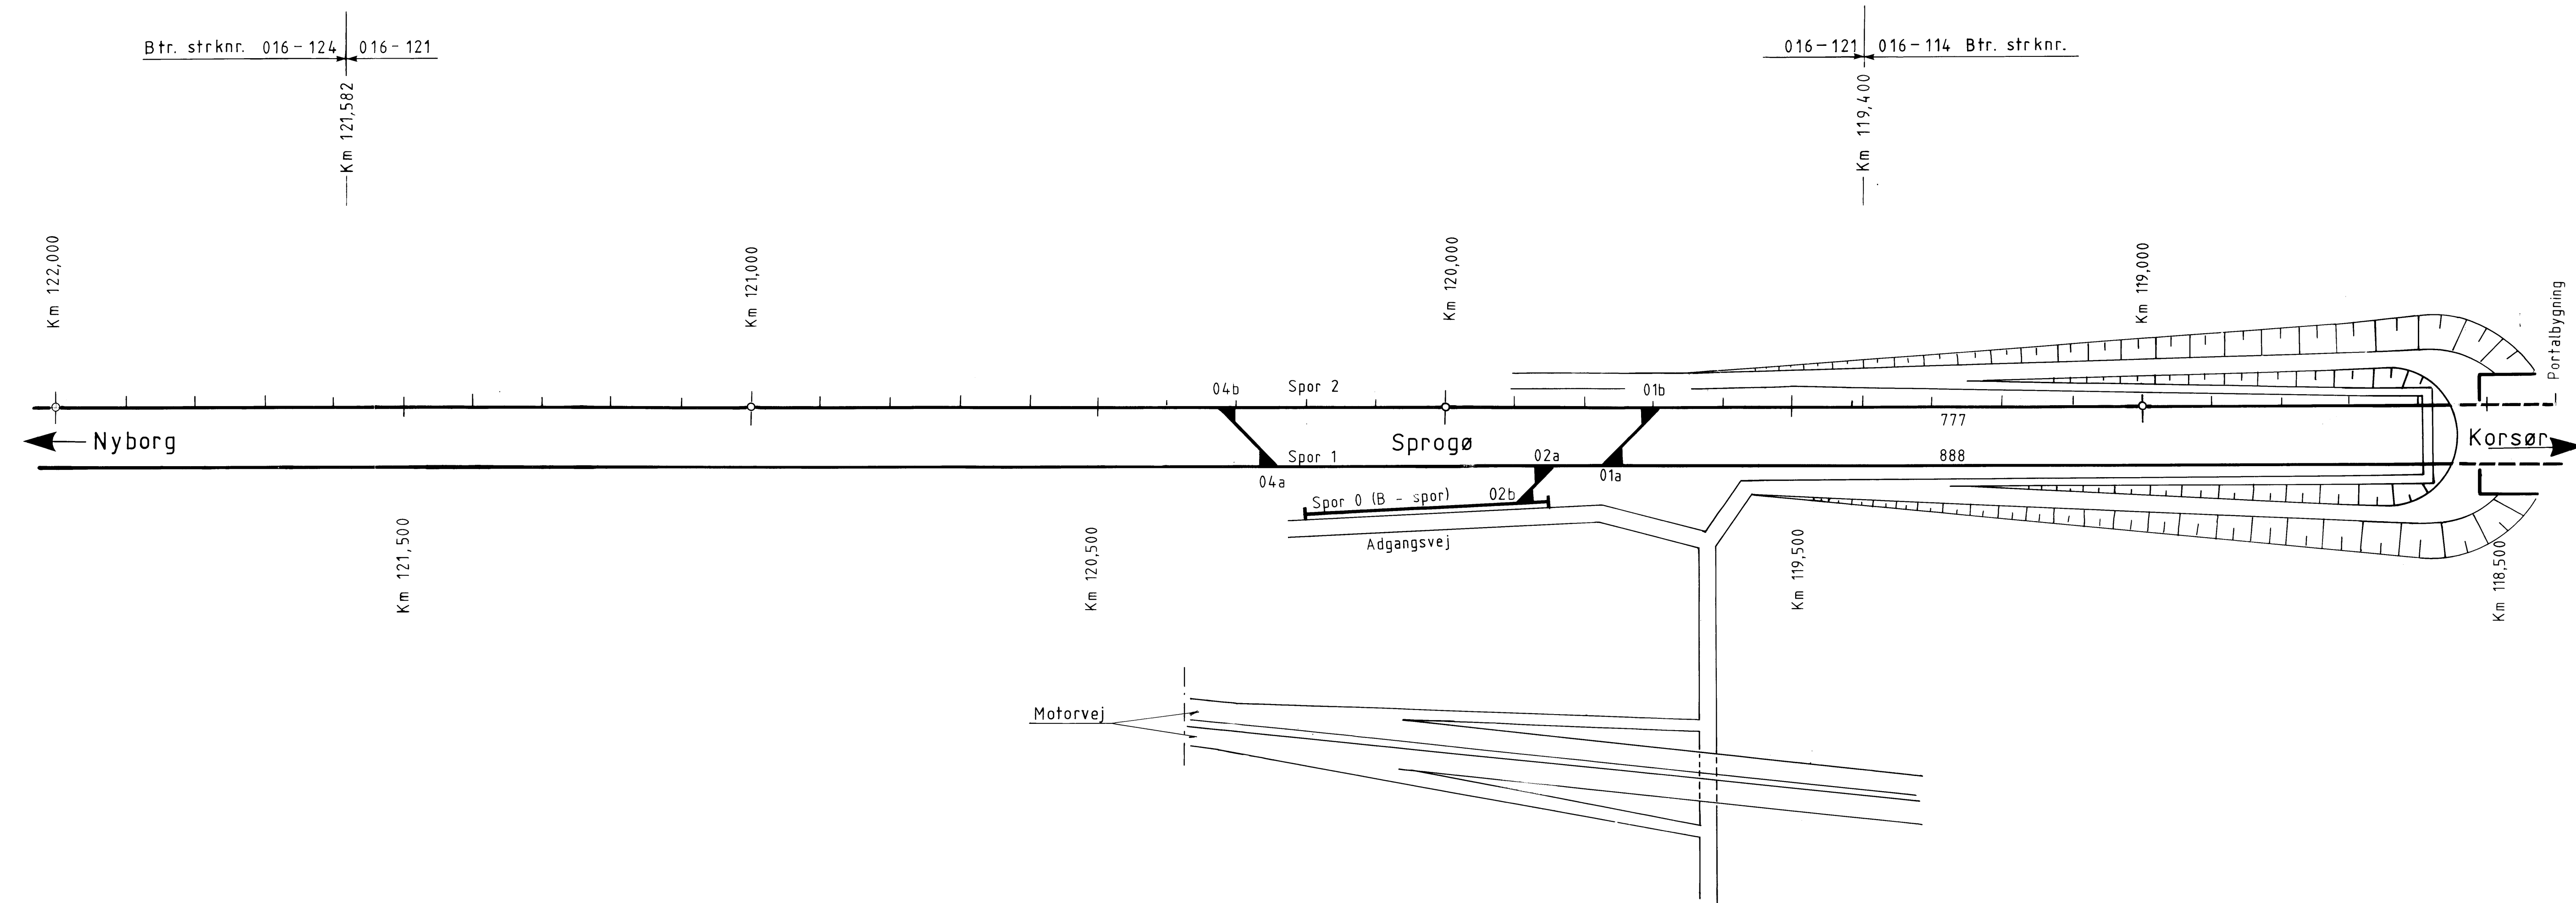 Btr. strknr. 016-124
016-121
016-121
016-114 Btr. strknr.
Km 121,582
Km 119,400
Km 122,000
Km 121,000
Km 120,000
Km 119,000
Portalbygning
04b
Spor 2
01b
777
Nyborg
Sprogø
Korsør
Spor 1
02a
888
04a
01a
Spor 0 (B - spor)
02b
Adgangsvej
Km 121,500
Km 120,500
Km 119,500
Km 118,500
Motorvej